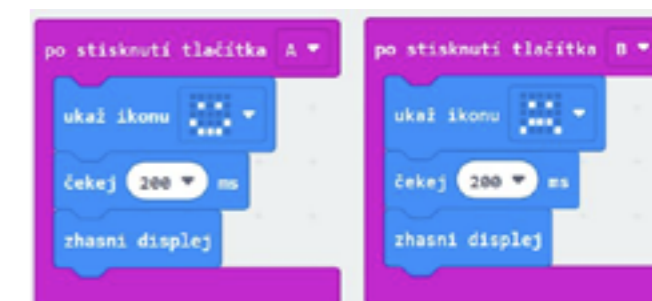 po stisknutí tlačítka A
ukaž ikonu
čekej 200 ms
zhasni displej
po stisknutí tlačítka B
ukaž ikonu
čekej 200 ms
zhasni displej